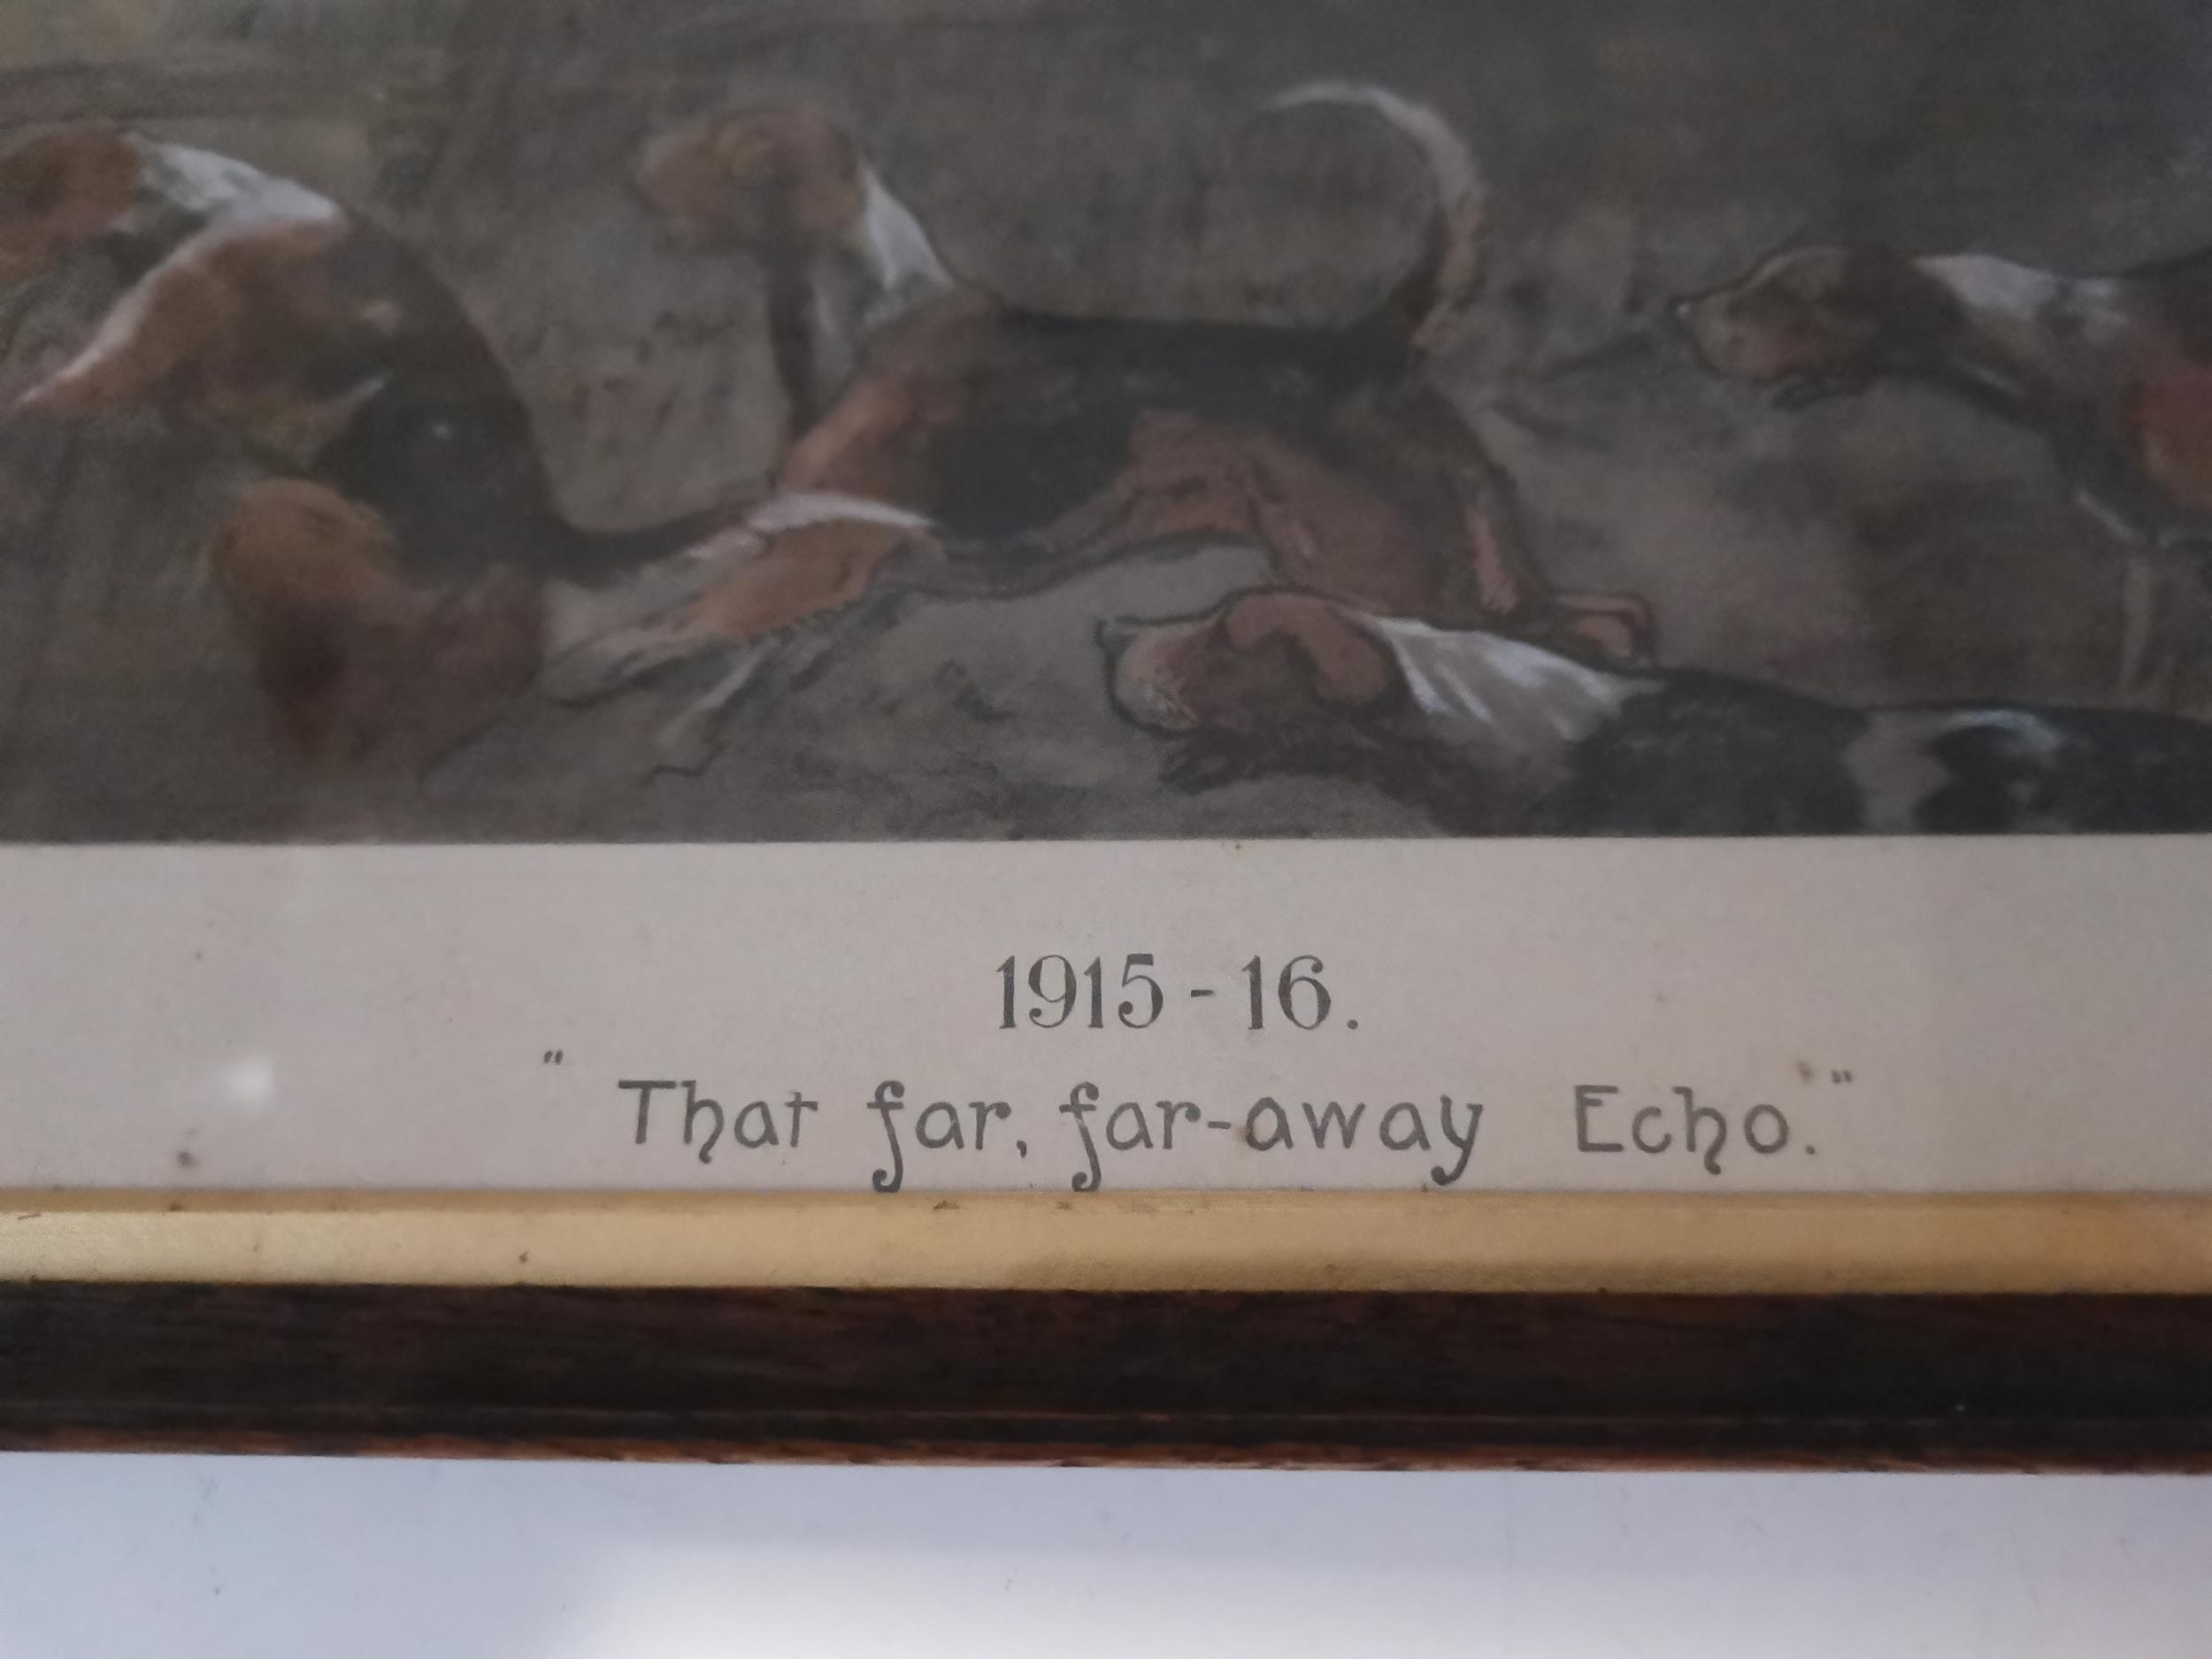 1915 - 16.
" That far, far-away Echo."